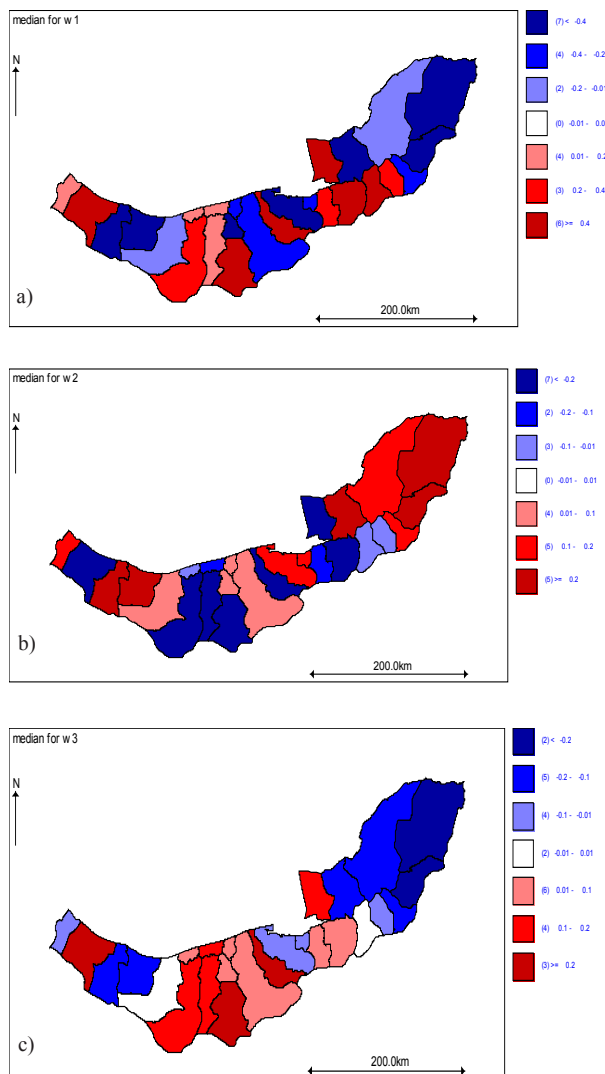 median for w 1
N
200.0km
a)
(7) < -0.4
(4) -0.4 - -0.2
(2) -0.2 - -0.01
(0) -0.01 - 0.0
(4) 0.01 - 0.2
(3) 0.2 - 0.4
(6) >= 0.4
median for w 2
N
200.0km
b)
(7) < -0.2
(2) -0.2 - -0.1
(3) -0.1 - -0.01
(0) -0.01 - 0.01
(4) 0.01 - 0.1
(5) 0.1 - 0.2
(5) >= 0.2
median for w 3
N
200.0km
c)
(2) < -0.2
(5) -0.2 - -0.1
(4) -0.1 - -0.01
(2) -0.01 - 0.01
(6) 0.01 - 0.1
(4) 0.1 - 0.2
(3) >= 0.2